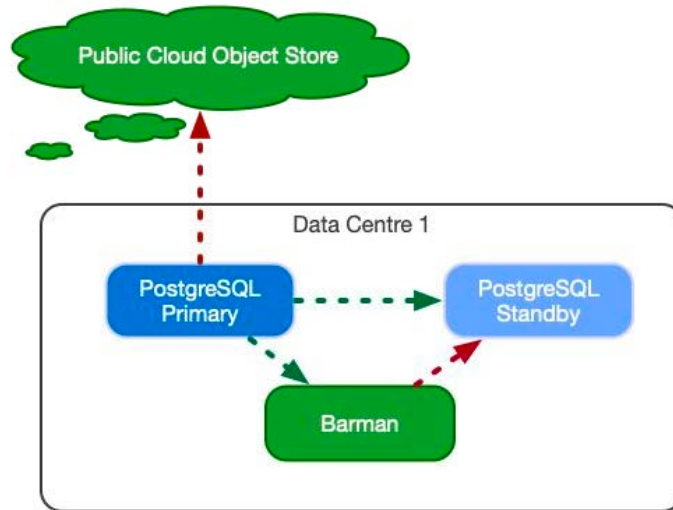 Public Cloud Object Store
Data Centre 1
PostgreSQL
Primary
PostgreSQL
Standby
Barman